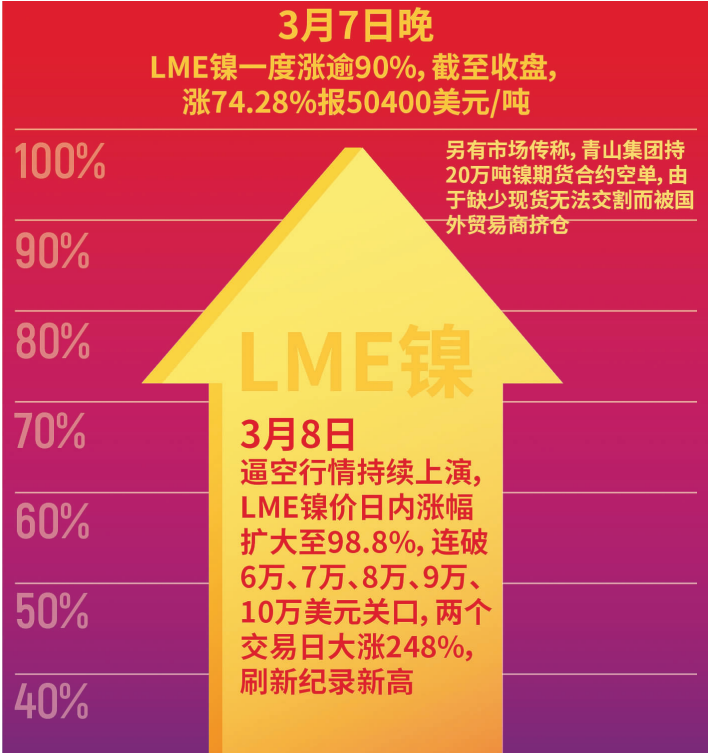 3月7日晚
LME镍一度涨逾90%，截至收盘，
涨74.28%报50400美元/吨
另有市场传称，青山集团持
20万吨镍期货合约空单，由
于缺少现货无法交割而被国
外贸易商挤仓
100%
90%
80%
70%
60%
50%
40%
LME镍
3月8日
逼空行情持续上演，
LME镍价日内涨幅
扩大至98.8%，连破
6万、7万、8万、9万、
10万美元关口，两个
交易日大涨248%，
刷新纪录新高